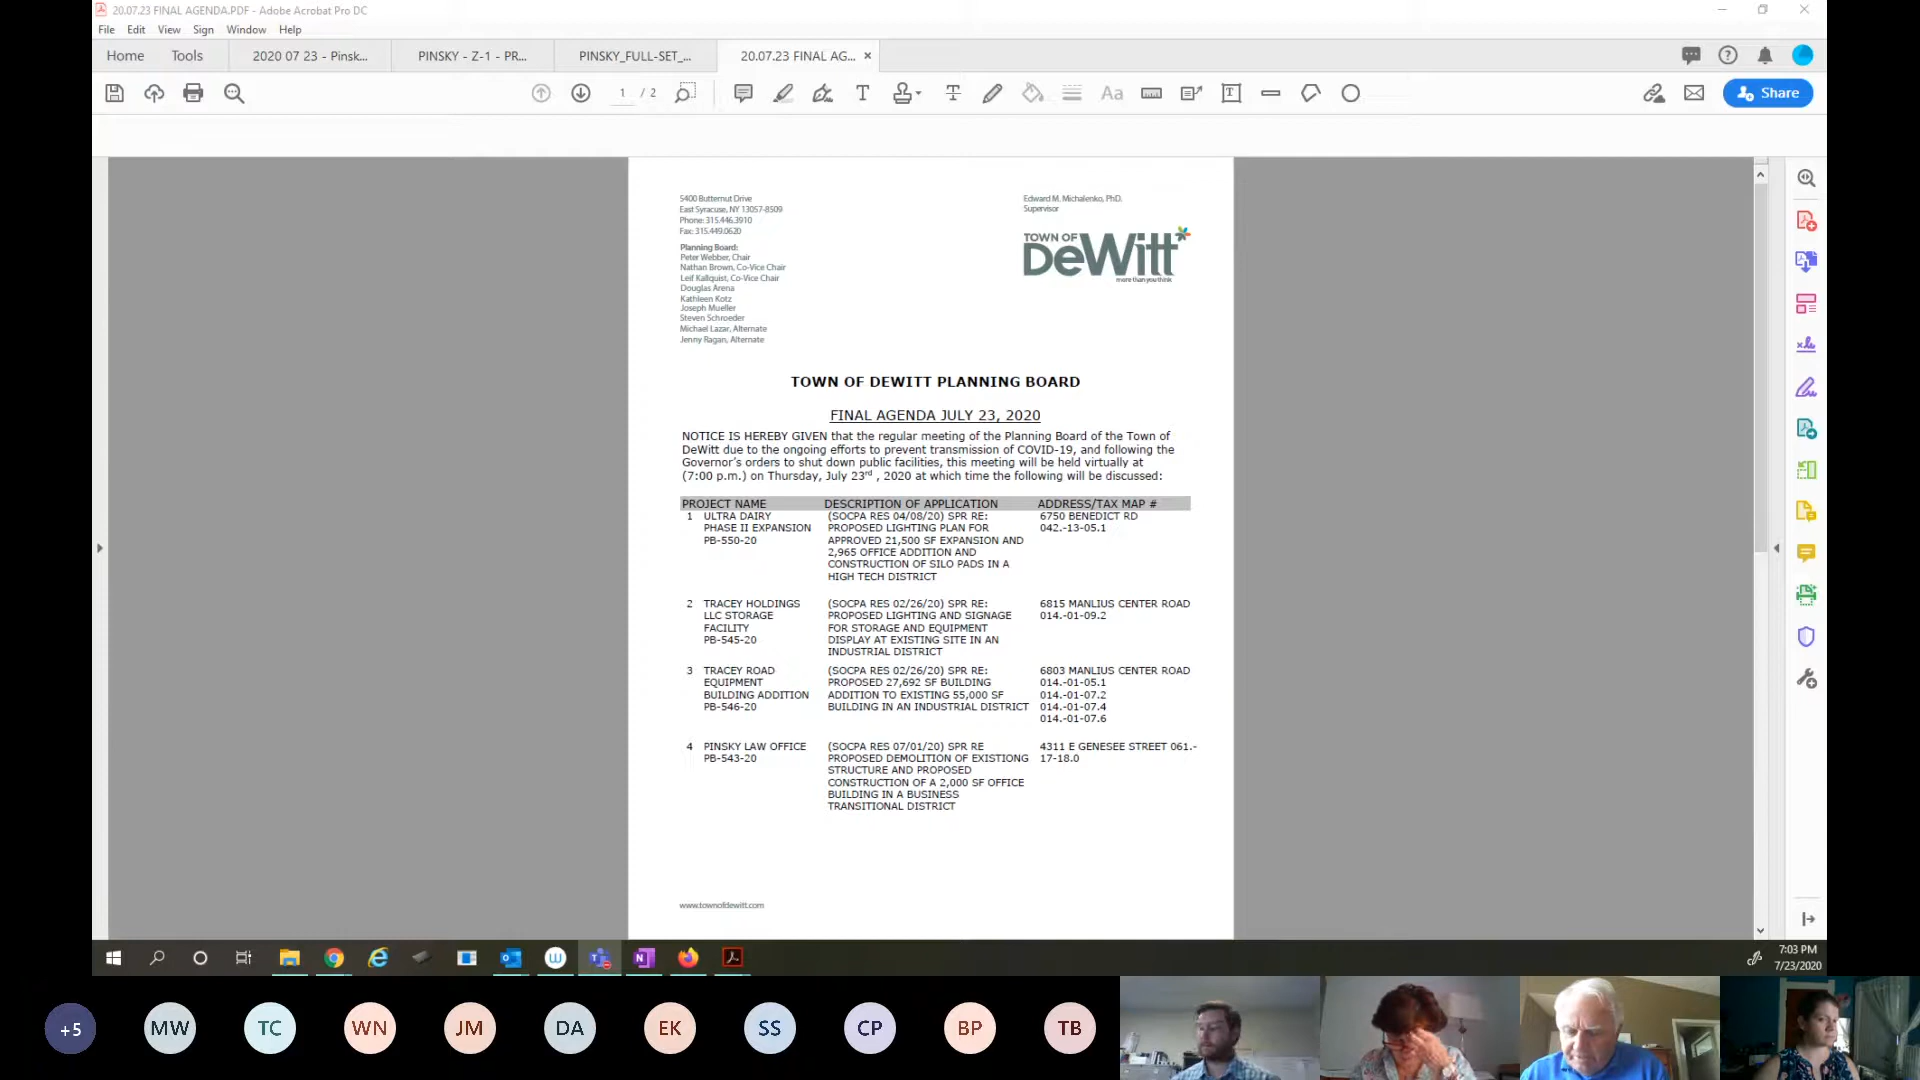 20.07.23 FINAL AGENDA.PDF - Adobe Acrobat Pro DC
File Edit View Sign Window Help
Home Tools 2020 07 23 - Pinsk... PINSKY - Z-1 - PR... PINSKY_FULL-SET_... 20.07.23 FINAL AG... ×
1 / 2
Aa
Share
5400 Butternut Drive
East Syracuse, NY 13057-8509
Phone: 315.446.3910
Fax: 315.449.0620
Planning Board:
Peter Webber, Chair
Nathan Brown, Co-Vice Chair
Leif Kallquist, Co-Vice Chair
Douglas Arena
Kathleen Kotz
Joseph Mueller
Steven Schroeder
Michael Lazar, Alternate
Jenny Ragan, Alternate
Edward M. Michalenko, PhD.
Supervisor
TOWN OF
DeWitt
more than you think
TOWN OF DEWITT PLANNING BOARD
FINAL AGENDA JULY 23, 2020
NOTICE IS HEREBY GIVEN that the regular meeting of the Planning Board of the Town of
DeWitt due to the ongoing efforts to prevent transmission of COVID-19, and following the
Governor's orders to shut down public facilities, this meeting will be held virtually at
(7:00 p.m.) on Thursday, July 23rd , 2020 at which time the following will be discussed:
PROJECT NAME DESCRIPTION OF APPLICATION ADDRESS/TAX MAP #
1 ULTRA DAIRY (SOCPA RES 04/08/20) SPR RE: 6750 BENEDICT RD
PHASE II EXPANSION PROPOSED LIGHTING PLAN FOR 042.-13-05.1
PB-550-20 APPROVED 21,500 SF EXPANSION AND
2,965 OFFICE ADDITION AND
CONSTRUCTION OF SILO PADS IN A
HIGH TECH DISTRICT
2 TRACEY HOLDINGS (SOCPA RES 02/26/20) SPR RE: 6815 MANLIUS CENTER ROAD
LLC STORAGE PROPOSED LIGHTING AND SIGNAGE 014.-01-09.2
FACILITY FOR STORAGE AND EQUIPMENT
PB-545-20 DISPLAY AT EXISTING SITE IN AN
INDUSTRIAL DISTRICT
3 TRACEY ROAD (SOCPA RES 02/26/20) SPR RE: 6803 MANLIUS CENTER ROAD
EQUIPMENT PROPOSED 27,692 SF BUILDING 014.-01-05.1
BUILDING ADDITION ADDITION TO EXISTING 55,000 SF 014.-01-07.2
PB-546-20 BUILDING IN AN INDUSTRIAL DISTRICT 014.-01-07.4
014.-01-07.6
4 PINSKY LAW OFFICE (SOCPA RES 07/01/20) SPR RE 4311 E GENESEE STREET 061.-
PB-543-20 PROPOSED DEMOLITION OF EXISTIONG 17-18.0
STRUCTURE AND PROPOSED
CONSTRUCTION OF A 2,000 SF OFFICE
BUILDING IN A BUSINESS
TRANSITIONAL DISTRICT
www.townofdewitt.com
7:03 PM
7/23/2020
+5 MW TC WN JM DA EK SS CP BP TB